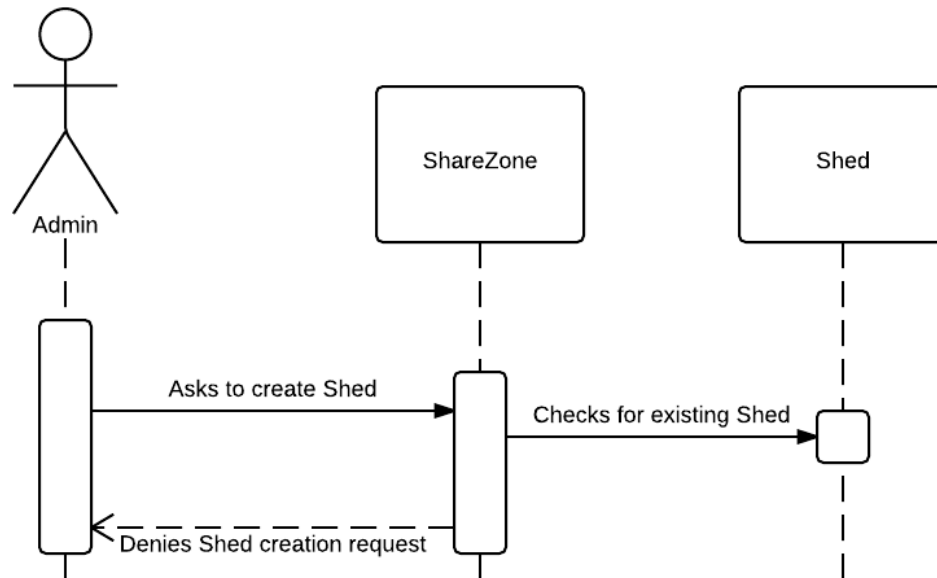 Admin
ShareZone
Shed
Asks to create Shed
Checks for existing Shed
Denies Shed creation request